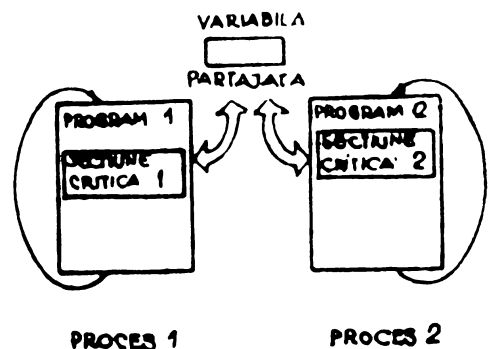 VARIABILA
PARTAJATA
PROGRAM 1
SECTIUNE
CRITICA 1
PROGRAM 2
SECTIUNE
CRITICA 2
PROCES 1
PROCES 2